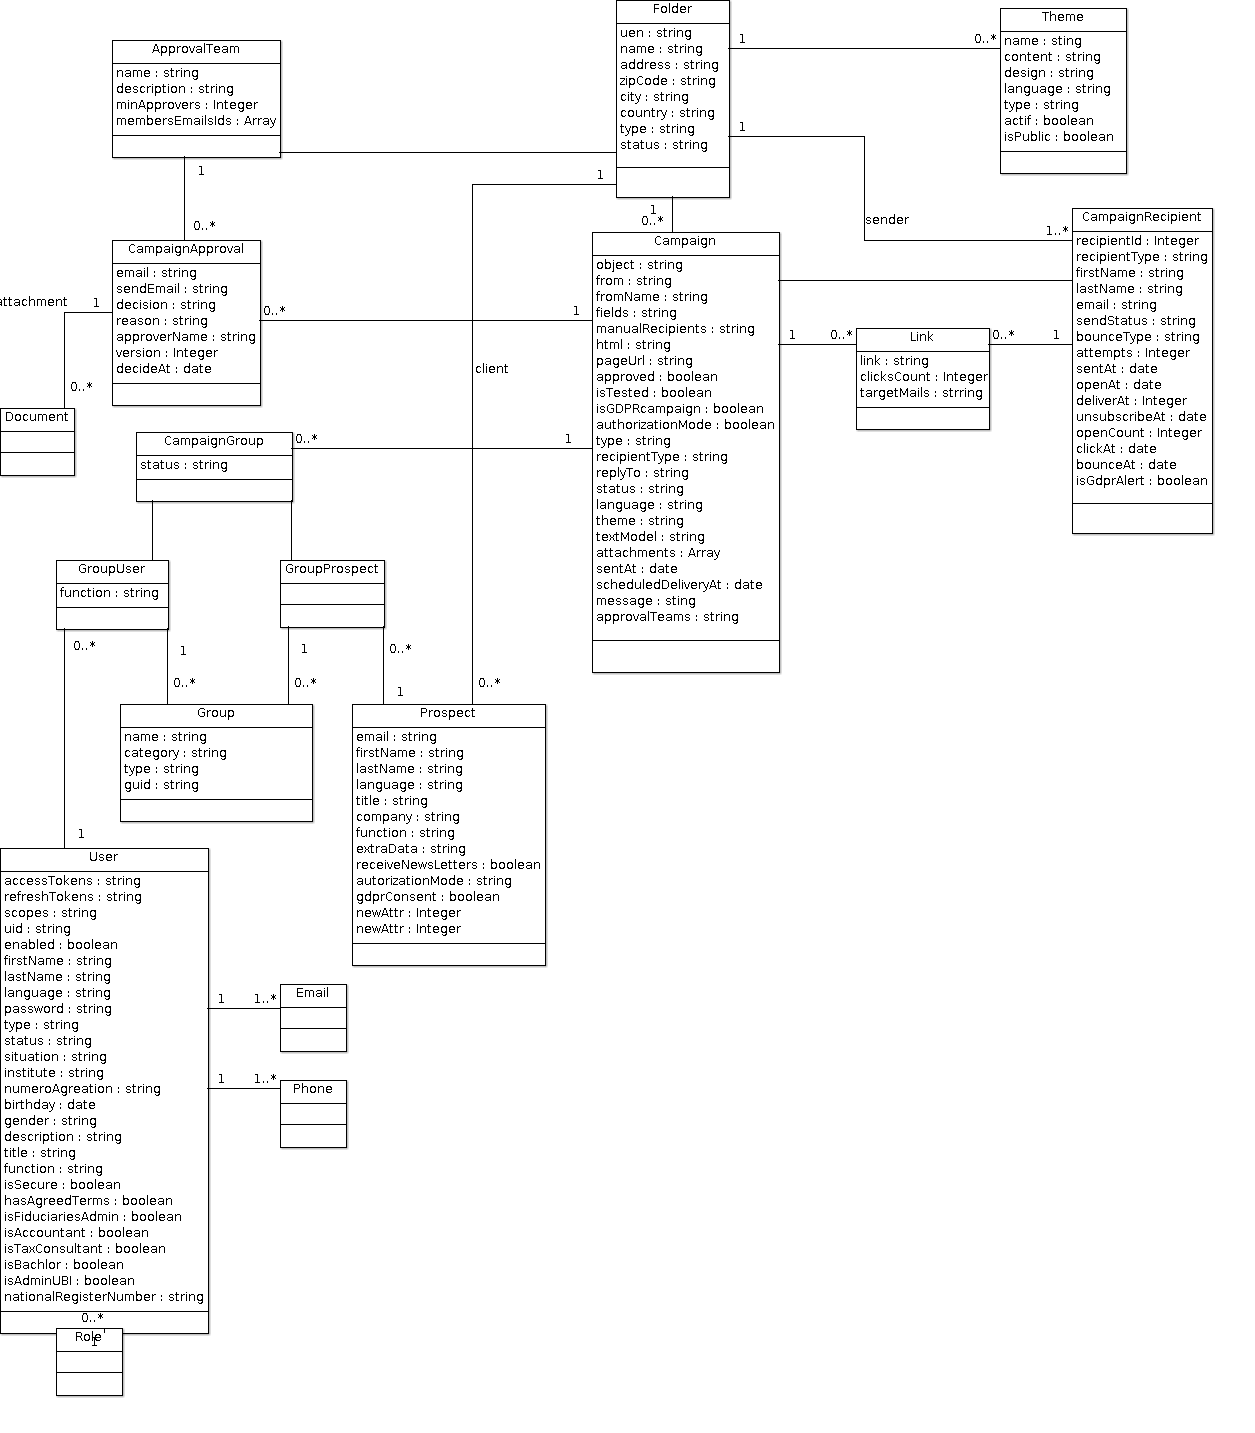 Folder
uen : string
name : string
address : string
zipCode : string
city : string
country : string
type : string
status : string
Theme
name : sting
content : string
design : string
language : string
type : string
actif : boolean
isPublic : boolean
1
0..*
ApprovalTeam
name : string
description : string
minApprovers : Integer
membersEmailsIds : Array
1
0..*
1
sender
1..*
1
client
0..*
1
0..*
CampaignApproval
email : string
sendEmail : string
decision : string
reason : string
approverName : string
version : Integer
decideAt : date
attachment
1
0..*
Document
0..*
1
Campaign
object : string
from : string
fromName : string
fields : string
manualRecipients : string
html : string
pageUrl : string
approved : boolean
isTested : boolean
isGDPRcampaign : boolean
authorizationMode : boolean
type : string
recipientType : string
replyTo : string
status : string
language : string
theme : string
textModel : string
attachments : Array
sentAt : date
scheduledDeliveryAt : date
message : sting
approvalTeams : string
1
0..*
Link
link : string
clicksCount : Integer
targetMails : strring
0..*
1
CampaignRecipient
recipientId : Integer
recipientType : string
firstName : string
lastName : string
email : string
sendStatus : string
bounceType : string
attempts : Integer
sentAt : date
openAt : date
deliverAt : Integer
unsubscribeAt : date
openCount : Integer
clickAt : date
bounceAt : date
isGdprAlert : boolean
CampaignGroup
status : string
0..*
1
GroupUser
function : string
GroupProspect
0..*
1
0..*
1
0..*
0..*
1
1
Group
name : string
category : string
type : string
guid : string
Prospect
email : string
firstName : string
lastName : string
language : string
title : string
company : string
function : string
extraData : string
receiveNewsLetters : boolean
autorizationMode : string
gdprConsent : boolean
newAttr : Integer
newAttr : Integer
User
accessTokens : string
refreshTokens : string
scopes : string
uid : string
enabled : boolean
firstName : string
lastName : string
language : string
password : string
type : string
status : string
situation : string
institute : string
numeroAgreation : string
birthday : date
gender : string
description : string
title : string
function : string
isSecure : boolean
hasAgreedTerms : boolean
isFiduciariesAdmin : boolean
isAccountant : boolean
isTaxConsultant : boolean
isBachlor : boolean
isAdminUBI : boolean
nationalRegisterNumber : string
1
1..*
Email
1
1..*
Phone
0..*
Role
1